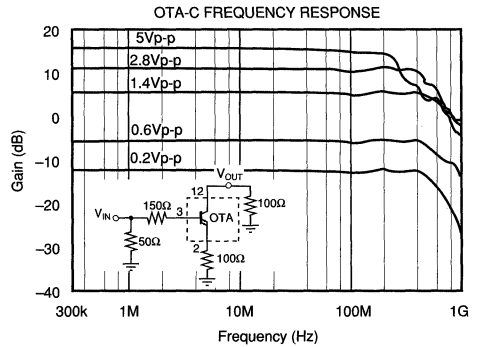 OTA-C FREQUENCY RESPONSE
20
5Vp-p
2.8Vp-p
10
1.4Vp-p
0
0.6Vp-p
−10
0.2Vp-p
Gain (dB)
VOUT
12
150Ω
3
OTA
100Ω
VIN
−20
50Ω
2
100Ω
−30
−40
300k 1M 10M 100M 1G
Frequency (Hz)